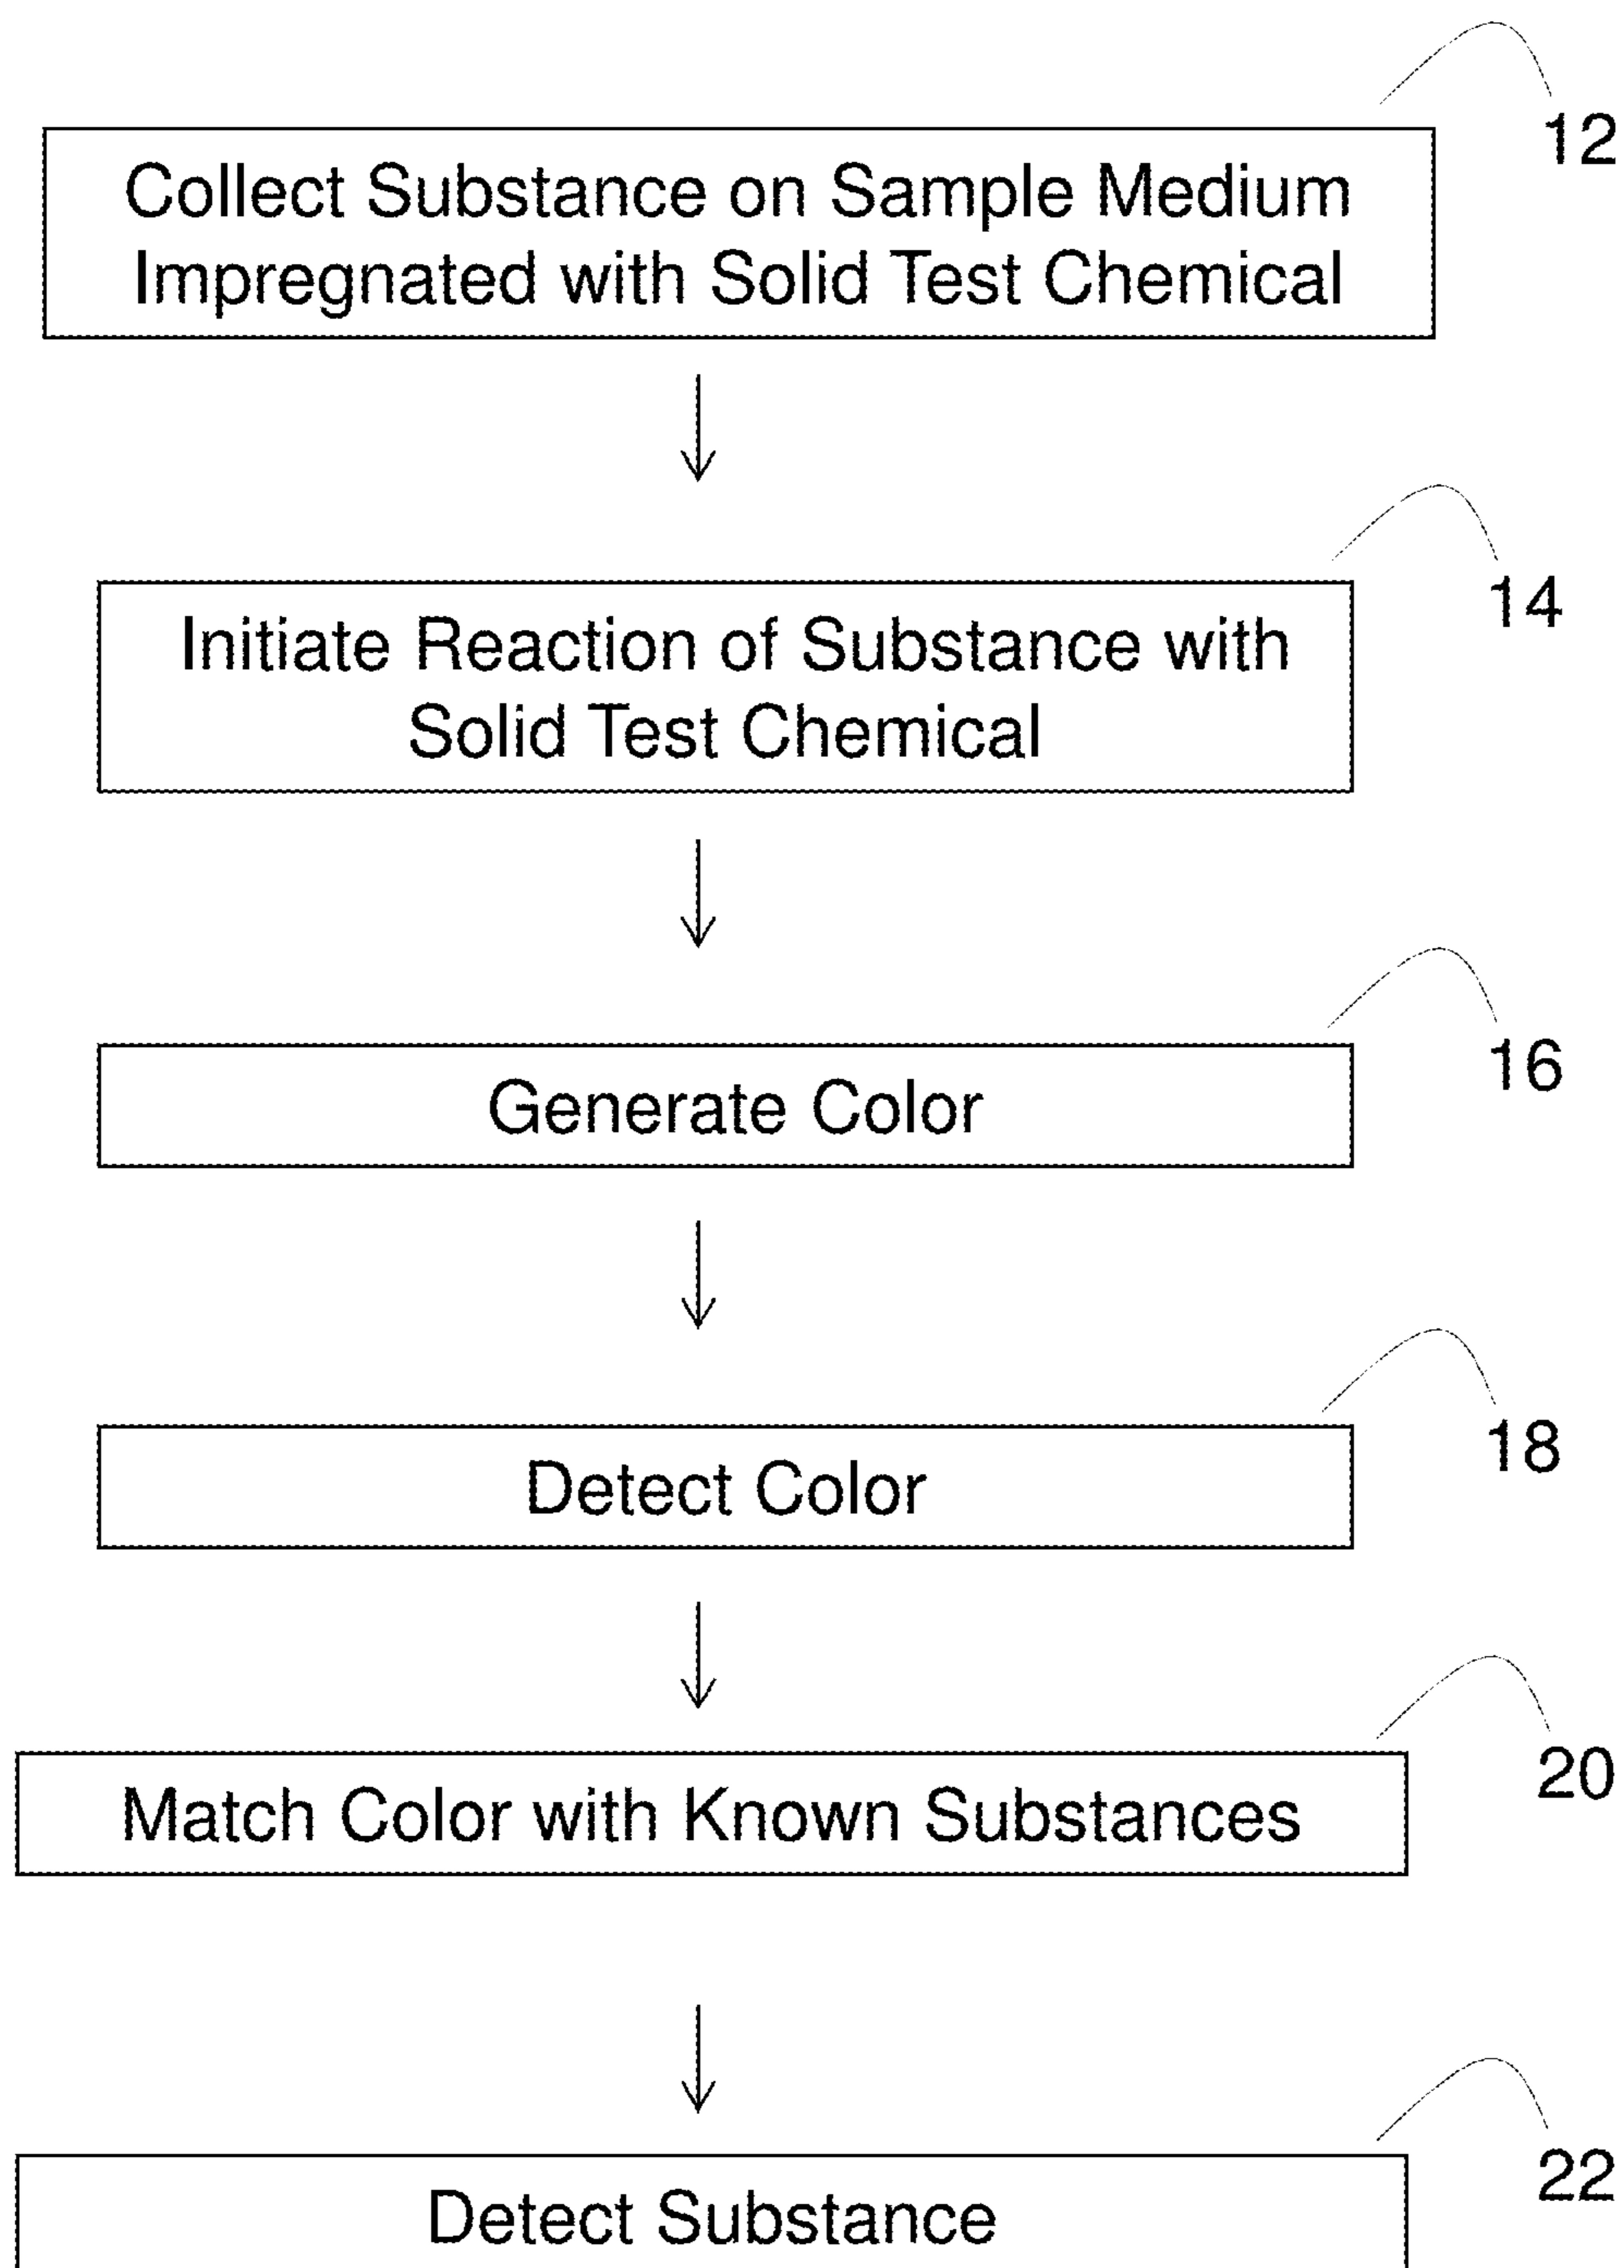 12
Collect Substance on Sample Medium
Impregnated with Solid Test Chemical
14
Initiate Reaction of Substance with
Solid Test Chemical
16
Generate Color
18
Detect Color
20
Match Color with Known Substances
22
Detect Substance